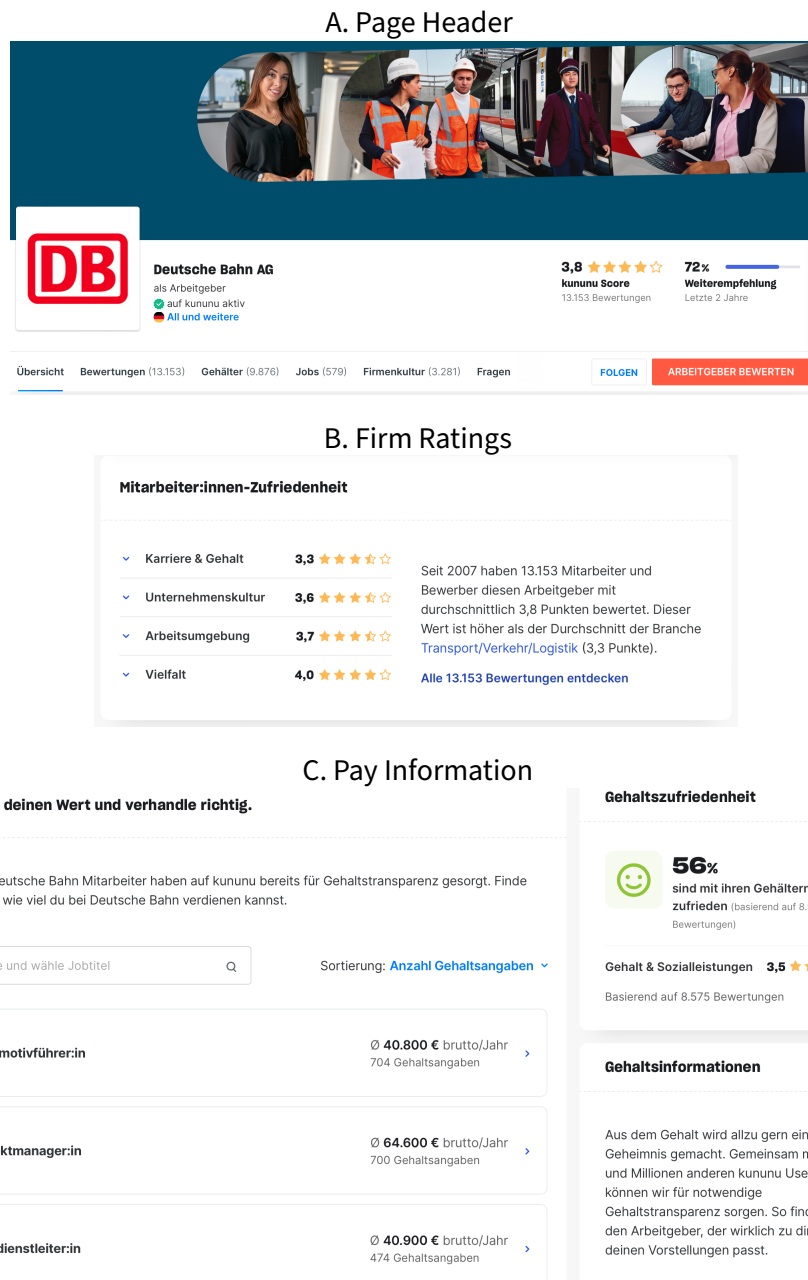 A. Page Header
DB
Deutsche Bahn AG
als Arbeitgeber
auf kununu aktiv
All und weitere
3,8
kununu Score
13.153 Bewertungen
72%
Weiterempfehlung
Letzte 2 Jahre
Übersicht Bewertungen (13.153) Gehälter (9.876) Jobs (579) Firmenkultur (3.281) Fragen FOLGEN ARBEITGEBER BEWERTEN
B. Firm Ratings
Mitarbeiter:innen-Zufriedenheit
Karriere & Gehalt 3,3
Unternehmenskultur 3,6
Arbeitsumgebung 3,7
Vielfalt 4,0
Seit 2007 haben 13.153 Mitarbeiter und
Bewerber diesen Arbeitgeber mit
durchschnittlich 3,8 Punkten bewertet. Dieser
Wert ist höher als der Durchschnitt der Branche
Transport/Verkehr/Logistik (3,3 Punkte).
Alle 13.153 Bewertungen entdecken
C. Pay Information
deinen Wert und verhandle richtig.
eutsche Bahn Mitarbeiter haben auf kununu bereits für Gehaltstransparenz gesorgt. Finde
wie viel du bei Deutsche Bahn verdienen kannst.
e und wähle Jobtitel
Sortierung: Anzahl Gehaltsangaben
motivführer:in
Ø 40.800 € brutto/Jahr
704 Gehaltsangaben
ktmanager:in
Ø 64.600 € brutto/Jahr
700 Gehaltsangaben
dienstleiter:in
Ø 40.900 € brutto/Jahr
474 Gehaltsangaben
Gehaltszufriedenheit
56%
sind mit ihren Gehältern
zufrieden (basierend auf 8.
Bewertungen)
Gehalt & Sozialleistungen 3,5
Basierend auf 8.575 Bewertungen
Gehaltsinformationen
Aus dem Gehalt wird allzu gern ein
Geheimnis gemacht. Gemeinsam m
und Millionen anderen kununu Use
können wir für notwendige
Gehaltstransparenz sorgen. So find
den Arbeitgeber, der wirklich zu di
deinen Vorstellungen passt.